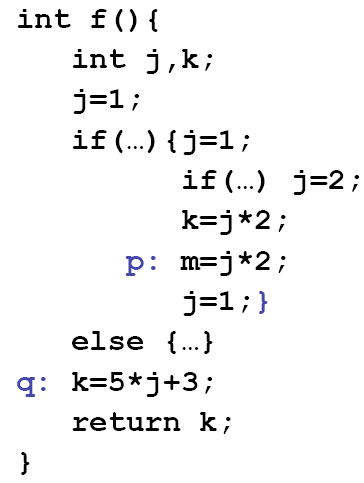 int f(){
int j,k;
j=1;
if(…){j=1;
if(…) j=2;
k=j*2;
p: m=j*2;
j=1;}
else {…}
q: k=5*j+3;
return k;
}